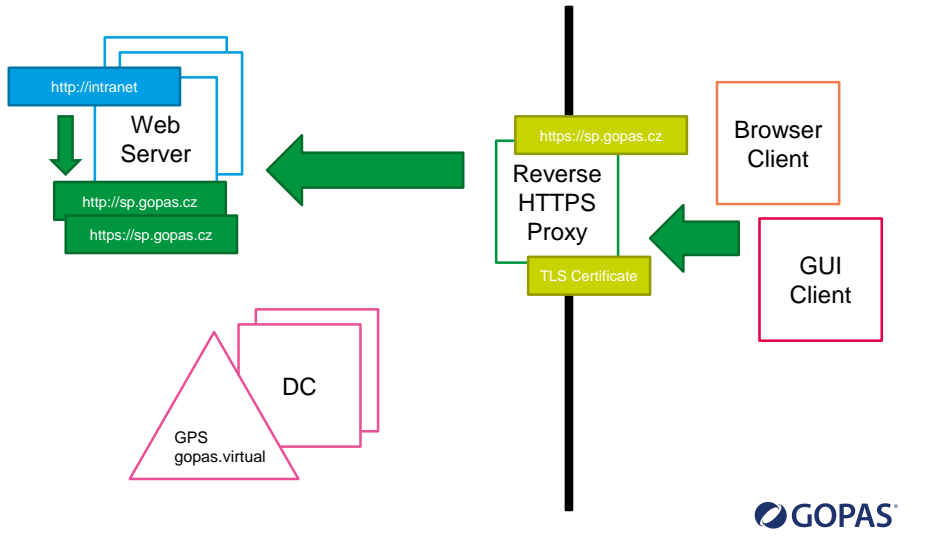 http://intranet
Web
Server
http://sp.gopas.cz
https://sp.gopas.cz
https://sp.gopas.cz
Reverse
HTTPS
Proxy
TLS Certificate
Browser
Client
GUI
Client
DC
GPS
gopas.virtual
GOPAS